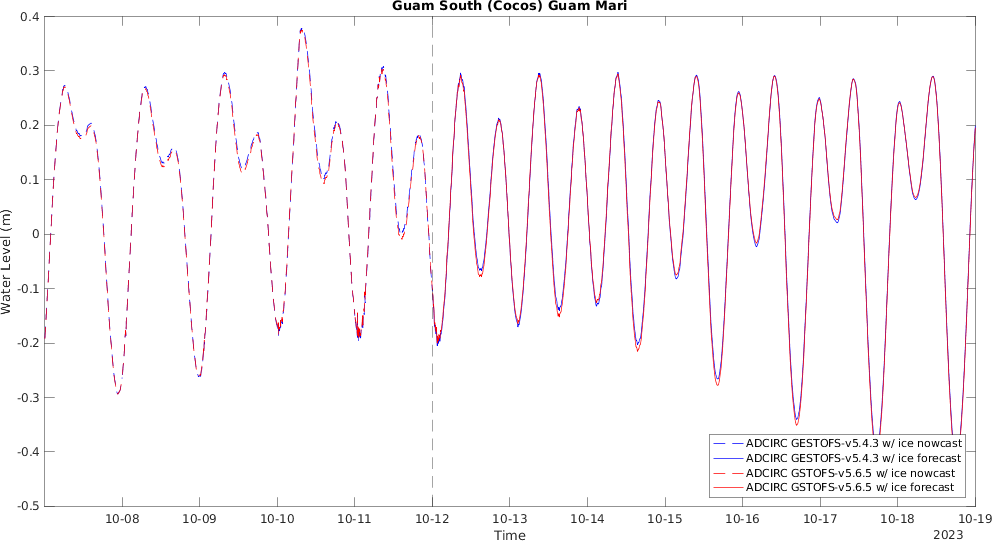 Guam South (Cocos) Guam Mari
0.4
0.3
0.2
0.1
0
-0.1
-0.2
-0.3
-0.4
-0.5
Water Level (m)
10-08 10-09 10-10 10-11 10-12 10-13 10-14 10-15 10-16 10-17 10-18 10-19
Time
2023
ADCIRC GESTOFS-v5.4.3 w/ ice nowcast
ADCIRC GESTOFS-v5.4.3 w/ ice forecast
ADCIRC GSTOFS-v5.6.5 w/ ice nowcast
ADCIRC GSTOFS-v5.6.5 w/ ice forecast